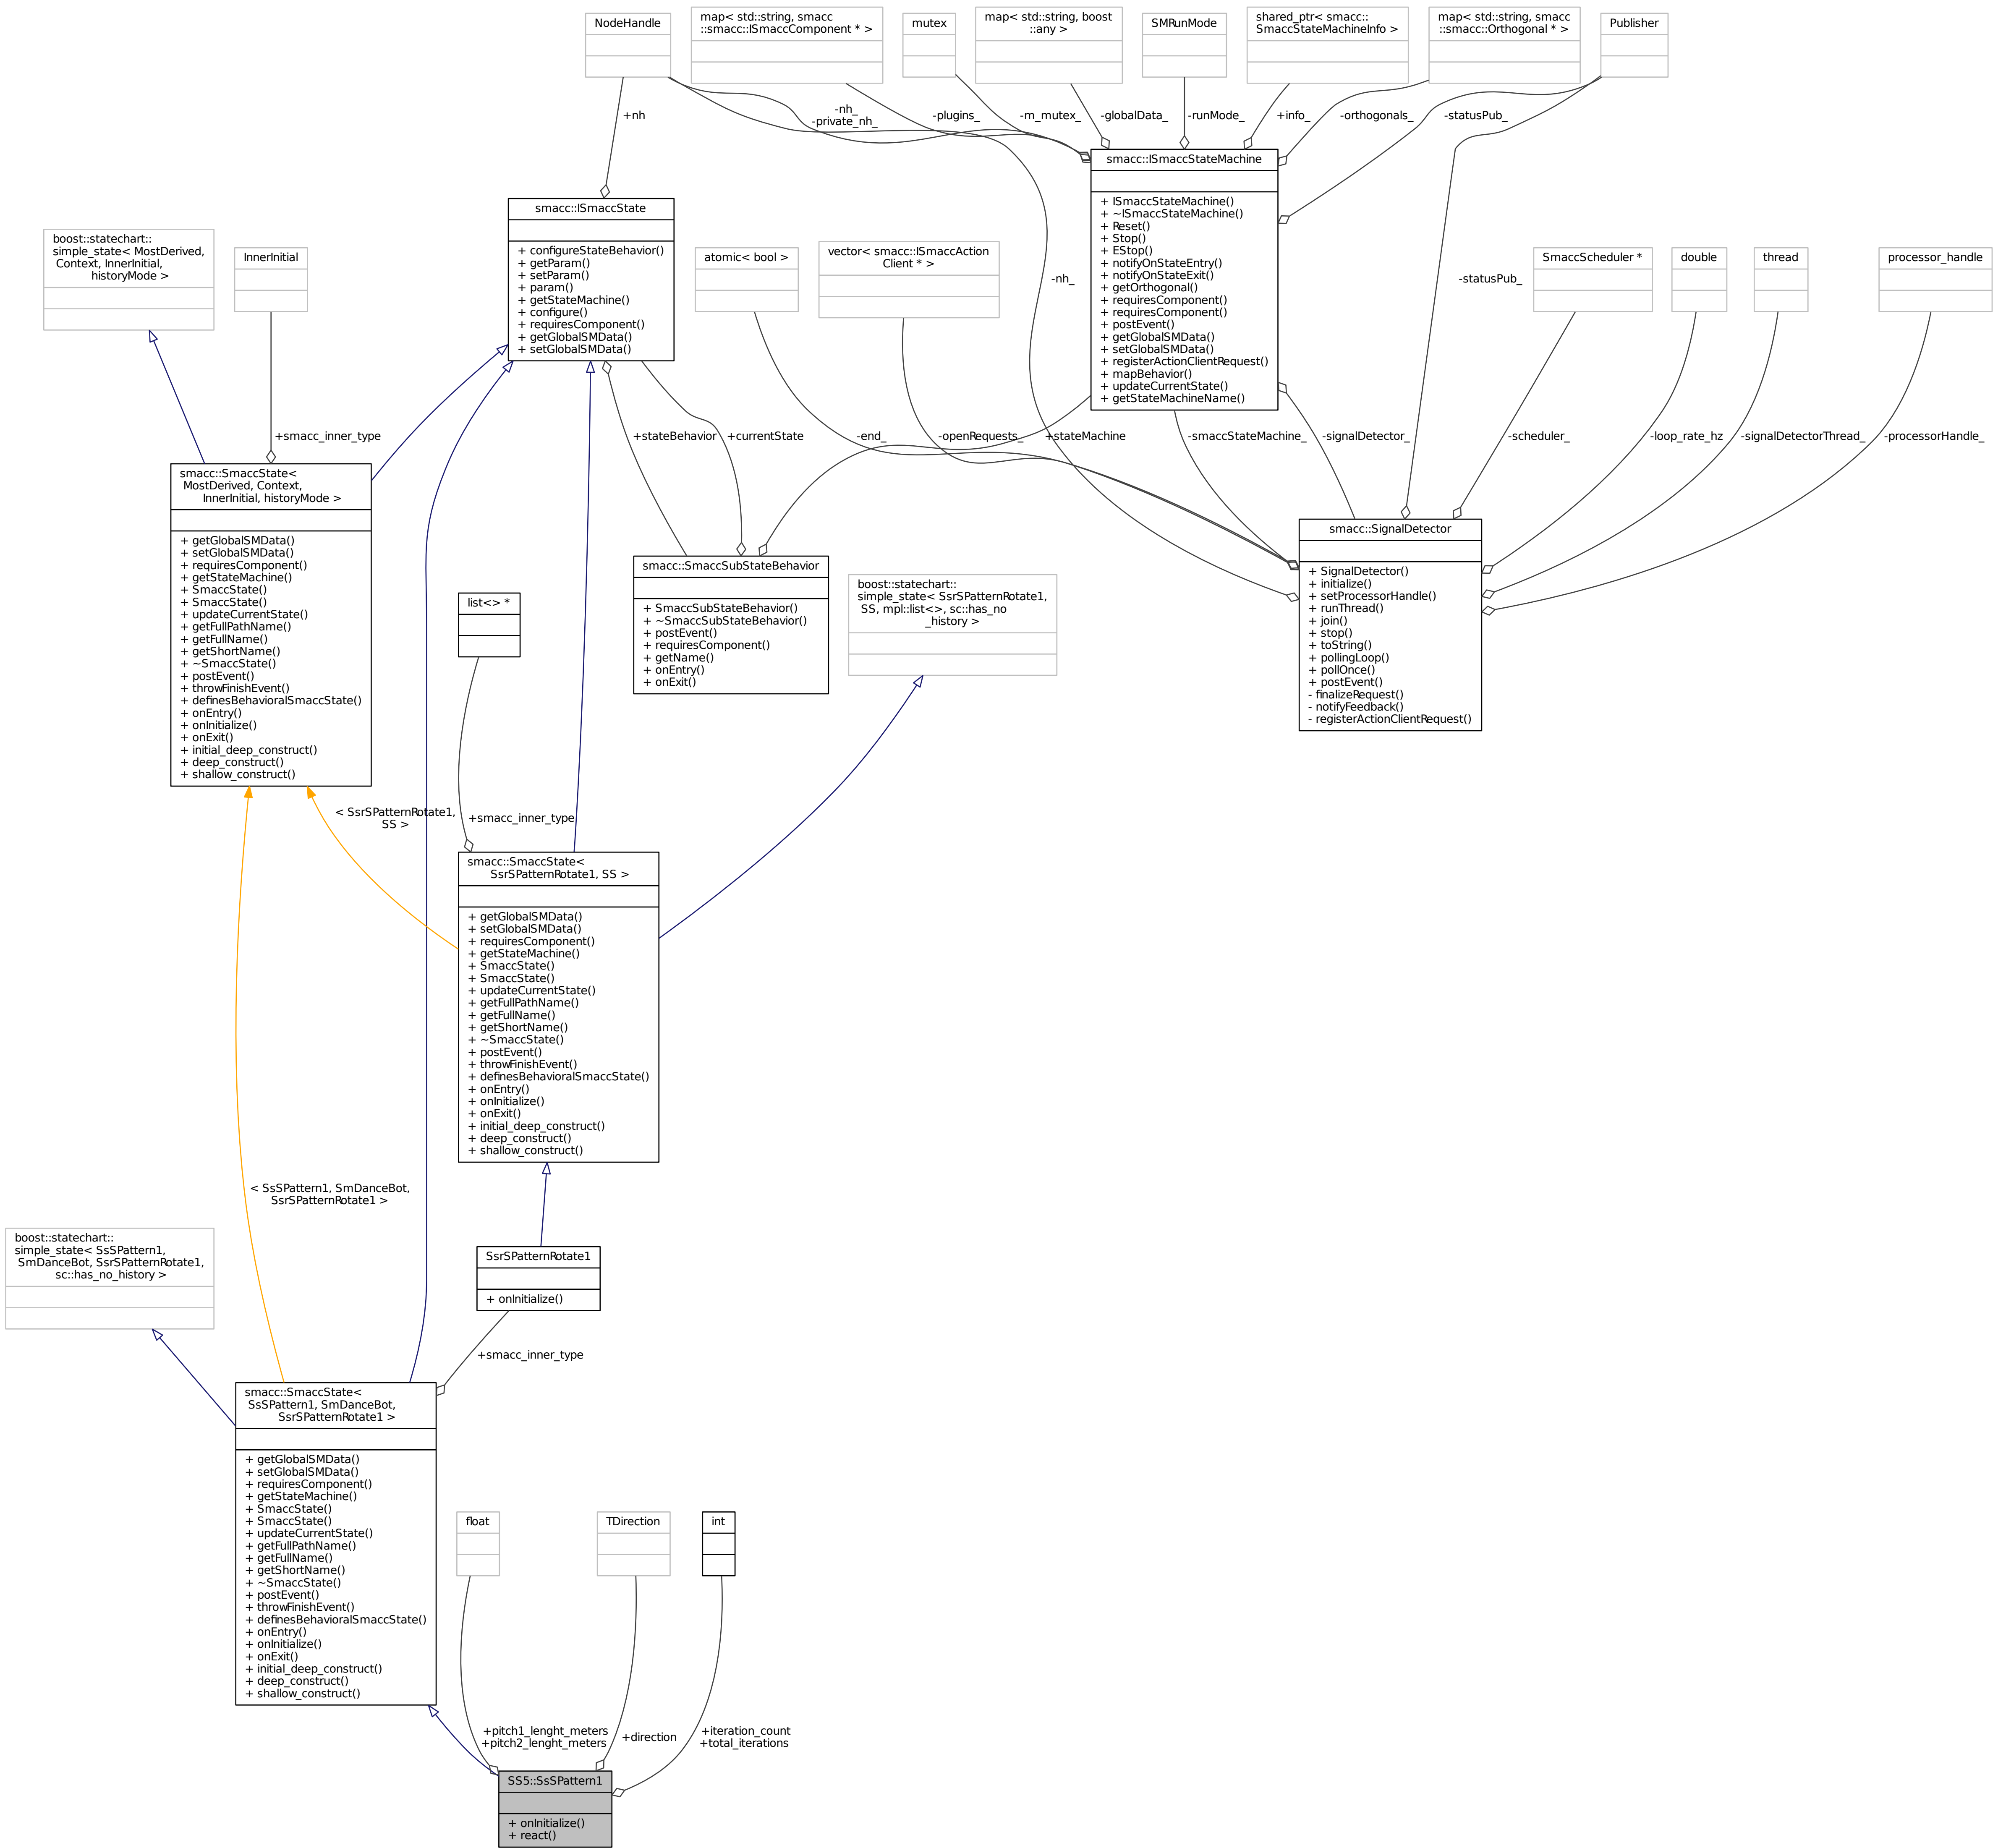 NodeHandle
map< std::string, smacc
::smacc::ISmaccComponent * >
mutex
map< std::string, boost
::any >
SMRunMode
shared_ptr< smacc::
SmaccStateMachineInfo >
map< std::string, smacc
::smacc::Orthogonal * >
Publisher
+nh
-nh_
-private_nh_
-plugins_
-m_mutex_
-globalData_
-runMode_
+info_
-orthogonals_
-statusPub_
smacc::ISmaccStateMachine
+ ISmaccStateMachine()
+ ~ISmaccStateMachine()
+ Reset()
+ Stop()
+ EStop()
+ notifyOnStateEntry()
+ notifyOnStateExit()
+ getOrthogonal()
+ requiresComponent()
+ requiresComponent()
+ postEvent()
+ getGlobalSMData()
+ setGlobalSMData()
+ registerActionClientRequest()
+ mapBehavior()
+ updateCurrentState()
+ getStateMachineName()
smacc::ISmaccState
+ configureStateBehavior()
+ getParam()
+ setParam()
+ param()
+ getStateMachine()
+ configure()
+ requiresComponent()
+ getGlobalSMData()
+ setGlobalSMData()
boost::statechart::
simple_state< MostDerived,
Context, InnerInitial,
historyMode >
InnerInitial
atomic< bool >
vector< smacc::ISmaccAction
Client * >
-nh_
-statusPub_
SmaccScheduler *
double
thread
processor_handle
+smacc_inner_type
+stateBehavior
+currentState
-end_
-openRequests_
+stateMachine
-smaccStateMachine_
-signalDetector_
-scheduler_
-loop_rate_hz
-signalDetectorThread_
-processorHandle_
smacc::SmaccState<
MostDerived, Context,
InnerInitial, historyMode >
+ getGlobalSMData()
+ setGlobalSMData()
+ requiresComponent()
+ getStateMachine()
+ SmaccState()
+ SmaccState()
+ updateCurrentState()
+ getFullPathName()
+ getFullName()
+ getShortName()
+ ~SmaccState()
+ postEvent()
+ throwFinishEvent()
+ definesBehavioralSmaccState()
+ onEntry()
+ onInitialize()
+ onExit()
+ initial_deep_construct()
+ deep_construct()
+ shallow_construct()
smacc::SignalDetector
+ SignalDetector()
+ initialize()
+ setProcessorHandle()
+ runThread()
+ join()
+ stop()
+ toString()
+ pollingLoop()
+ pollOnce()
+ postEvent()
- finalizeRequest()
- notifyFeedback()
- registerActionClientRequest()
smacc::SmaccSubStateBehavior
+ SmaccSubStateBehavior()
+ ~SmaccSubStateBehavior()
+ postEvent()
+ requiresComponent()
+ getName()
+ onEntry()
+ onExit()
list<> *
boost::statechart::
simple_state< SsrSPatternRotate1,
SS, mpl::list<>, sc::has_no
_history >
< SsrSPatternRotate1,
SS >
+smacc_inner_type
smacc::SmaccState<
SsrSPatternRotate1, SS >
+ getGlobalSMData()
+ setGlobalSMData()
+ requiresComponent()
+ getStateMachine()
+ SmaccState()
+ SmaccState()
+ updateCurrentState()
+ getFullPathName()
+ getFullName()
+ getShortName()
+ ~SmaccState()
+ postEvent()
+ throwFinishEvent()
+ definesBehavioralSmaccState()
+ onEntry()
+ onInitialize()
+ onExit()
+ initial_deep_construct()
+ deep_construct()
+ shallow_construct()
< SsSPattern1, SmDanceBot,
SsrSPatternRotate1 >
boost::statechart::
simple_state< SsSPattern1,
SmDanceBot, SsrSPatternRotate1,
sc::has_no_history >
SsrSPatternRotate1
+ onInitialize()
+smacc_inner_type
smacc::SmaccState<
SsSPattern1, SmDanceBot,
SsrSPatternRotate1 >
+ getGlobalSMData()
+ setGlobalSMData()
+ requiresComponent()
+ getStateMachine()
+ SmaccState()
+ SmaccState()
+ updateCurrentState()
+ getFullPathName()
+ getFullName()
+ getShortName()
+ ~SmaccState()
+ postEvent()
+ throwFinishEvent()
+ definesBehavioralSmaccState()
+ onEntry()
+ onInitialize()
+ onExit()
+ initial_deep_construct()
+ deep_construct()
+ shallow_construct()
float
TDirection
int
+pitch1_lenght_meters
+pitch2_lenght_meters
+direction
+iteration_count
+total_iterations
SS5::SsSPattern1
+ onInitialize()
+ react()